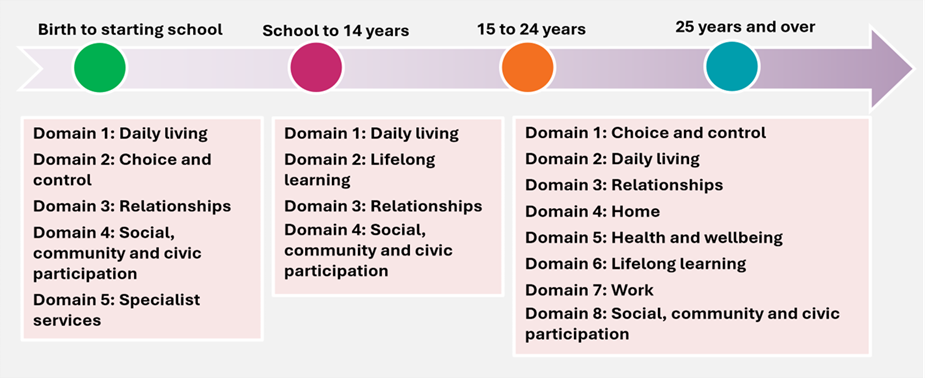 Birth to starting school
School to 14 years
15 to 24 years
25 years and over
Domain 1: Daily living
Domain 2: Choice and
control
Domain 3: Relationships
Domain 4: Social,
community and civic
participation
Domain 5: Specialist
services
Domain 1: Daily living
Domain 2: Lifelong
learning
Domain 3: Relationships
Domain 4: Social,
community and civic
participation
Domain 1: Choice and control
Domain 2: Daily living
Domain 3: Relationships
Domain 4: Home
Domain 5: Health and wellbeing
Domain 6: Lifelong learning
Domain 7: Work
Domain 8: Social, community and civic
participation